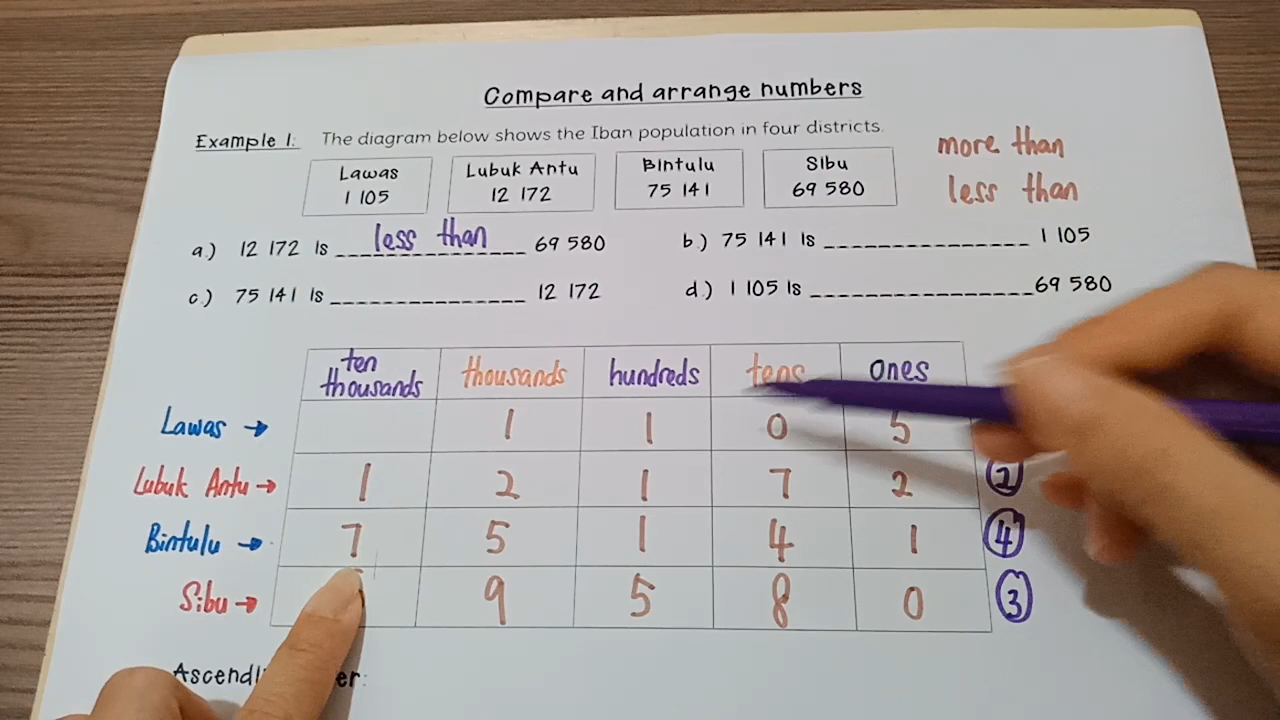 Compare and arrange numbers
Example 1: The diagram below shows the Iban population in four districts.
Lawas
1 105
Lubuk Antu
12 172
Bintulu
75 141
Sibu
69 580
more than
less than
a.) 12 172 is less than 69 580
b.) 75 141 is ________________ 1 105
c.) 75 141 is ________________ 12 172
d.) 1 105 is ________________ 69 580
ten thousands thousands hundreds tens ones
Lawas → 1 1 0 5
Lubuk Antu → 1 2 1 7 2 2
Bintulu → 7 5 1 4 1 4
Sibu → 9 5 8 0 3